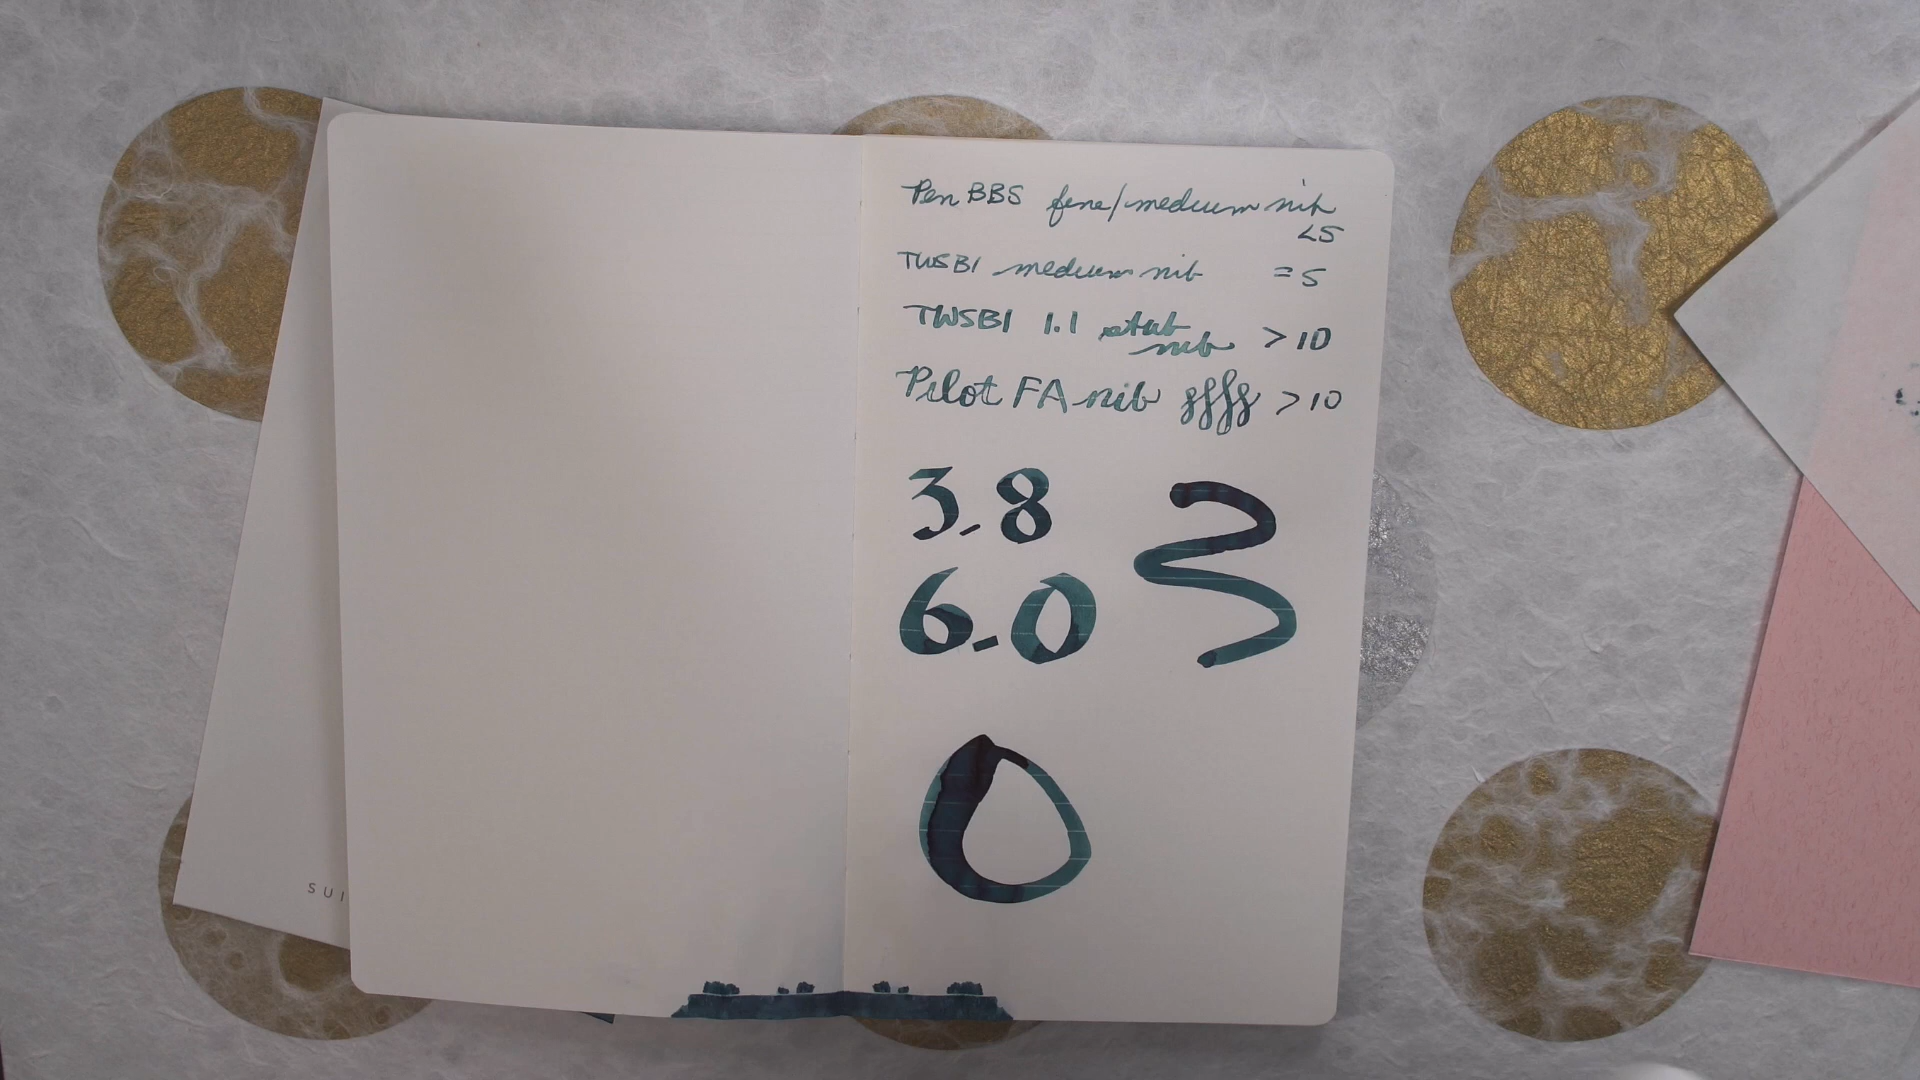 Pen BBS fine/medium nib
<5
TWSBI medium nib = 5
TWSBI 1.1 stub nib > 10
Pilot FA nib ffff > 10
3.8
6.0
SUI